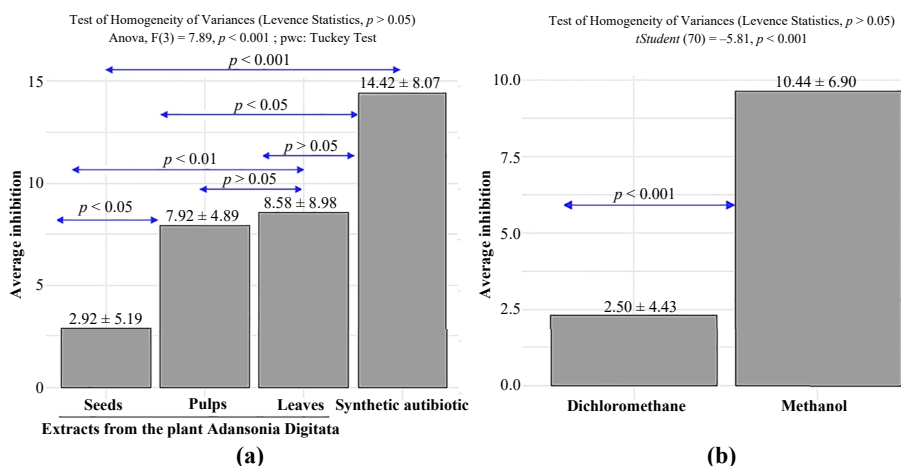 Test of Homogeneity of Variances (Levence Statistics, p > 0.05)
Anova, F(3) = 7.89, p < 0.001 ; pwc: Tuckey Test
p < 0.001
15
14.42 ± 8.07
p < 0.05
p > 0.05
p < 0.01
10
p > 0.05
8.58 ± 8.98
p < 0.05
7.92 ± 4.89
Average inhibition
5
2.92 ± 5.19
0
Seeds Pulps Leaves Synthetic autibiotic
Extracts from the plant Adansonia Digitata
(a)
Test of Homogeneity of Variances (Levence Statistics, p > 0.05)
tStudent (70) = –5.81, p < 0.001
10.0
10.44 ± 6.90
7.5
p < 0.001
Average inhibition
5.0
2.5
2.50 ± 4.43
0.0
Dichloromethane Methanol
(b)